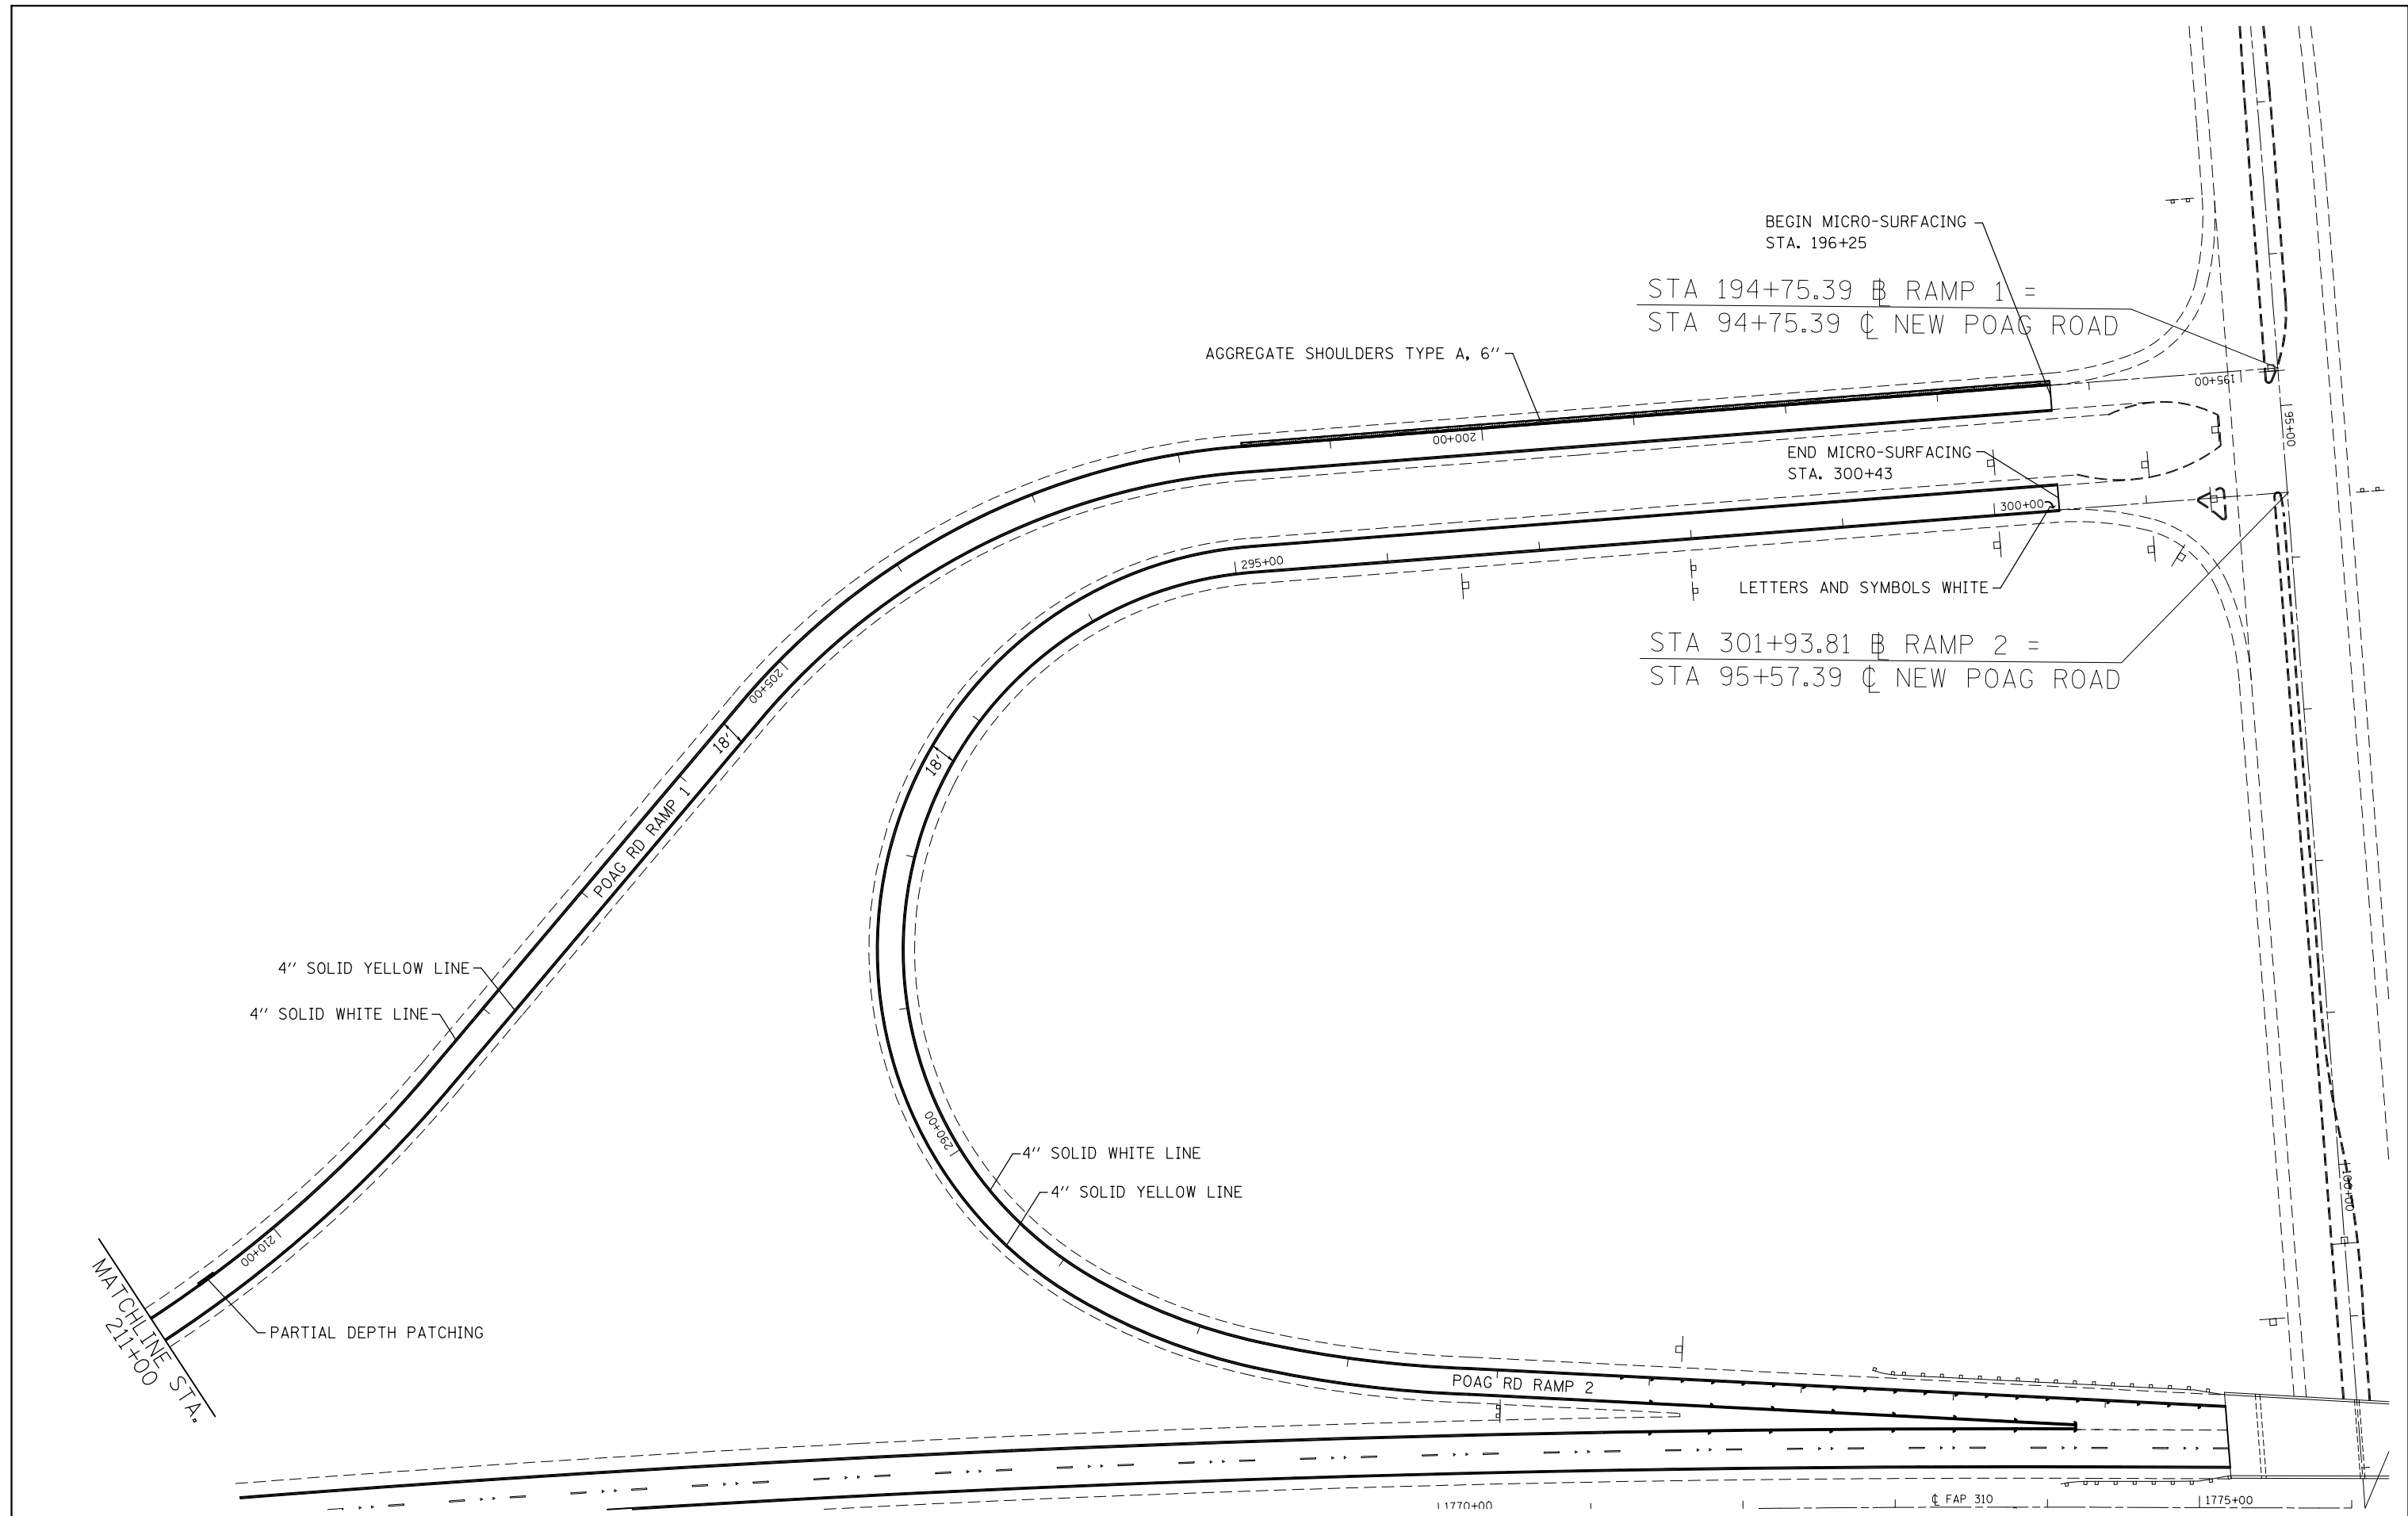 BEGIN MICRO-SURFACING
STA. 196+25
STA 194+75.39 ⅊ RAMP 1 =
STA 94+75.39 ℄ NEW POAG ROAD
AGGREGATE SHOULDERS TYPE A, 6''
195+00
95+00
200+00
END MICRO-SURFACING
STA. 300+43
300+00
295+00
LETTERS AND SYMBOLS WHITE
STA 301+93.81 ⅊ RAMP 2 =
STA 95+57.39 ℄ NEW POAG ROAD
205+00
18'
18'
POAG RD RAMP 1
4'' SOLID YELLOW LINE
4'' SOLID WHITE LINE
290+00
4'' SOLID WHITE LINE
4'' SOLID YELLOW LINE
100+00
210+00
MATCHLINE STA.
211+00
PARTIAL DEPTH PATCHING
POAG RD RAMP 2
1770+00
℄ FAP 310
1775+00